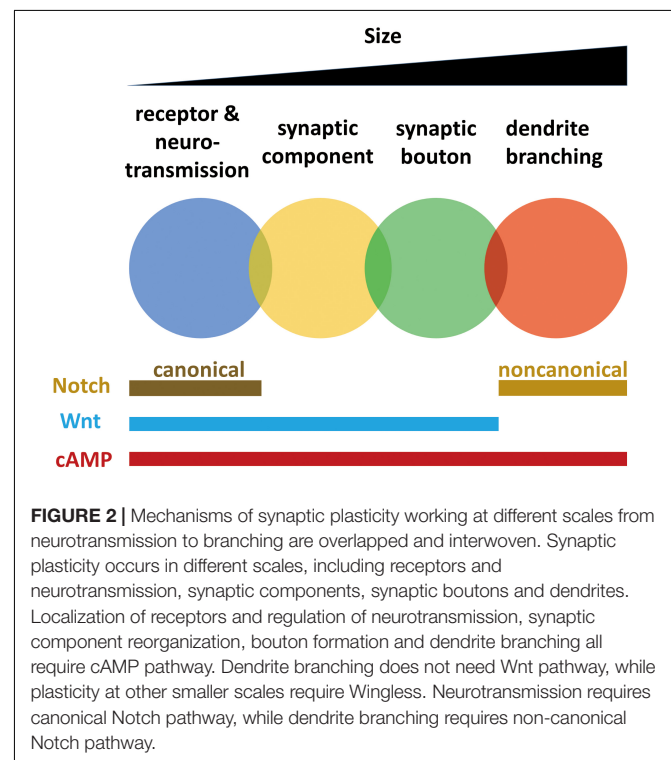 Size
receptor &
neuro-
transmission
synaptic
component
synaptic
bouton
dendrite
branching
canonical
noncanonical
Notch
Wnt
cAMP
FIGURE 2 | Mechanisms of synaptic plasticity working at different scales from
neurotransmission to branching are overlapped and interwoven. Synaptic
plasticity occurs in different scales, including receptors and
neurotransmission, synaptic components, synaptic boutons and dendrites.
Localization of receptors and regulation of neurotransmission, synaptic
component reorganization, bouton formation and dendrite branching all
require cAMP pathway. Dendrite branching does not need Wnt pathway, while
plasticity at other smaller scales require Wingless. Neurotransmission requires
canonical Notch pathway, while dendrite branching requires non-canonical
Notch pathway.